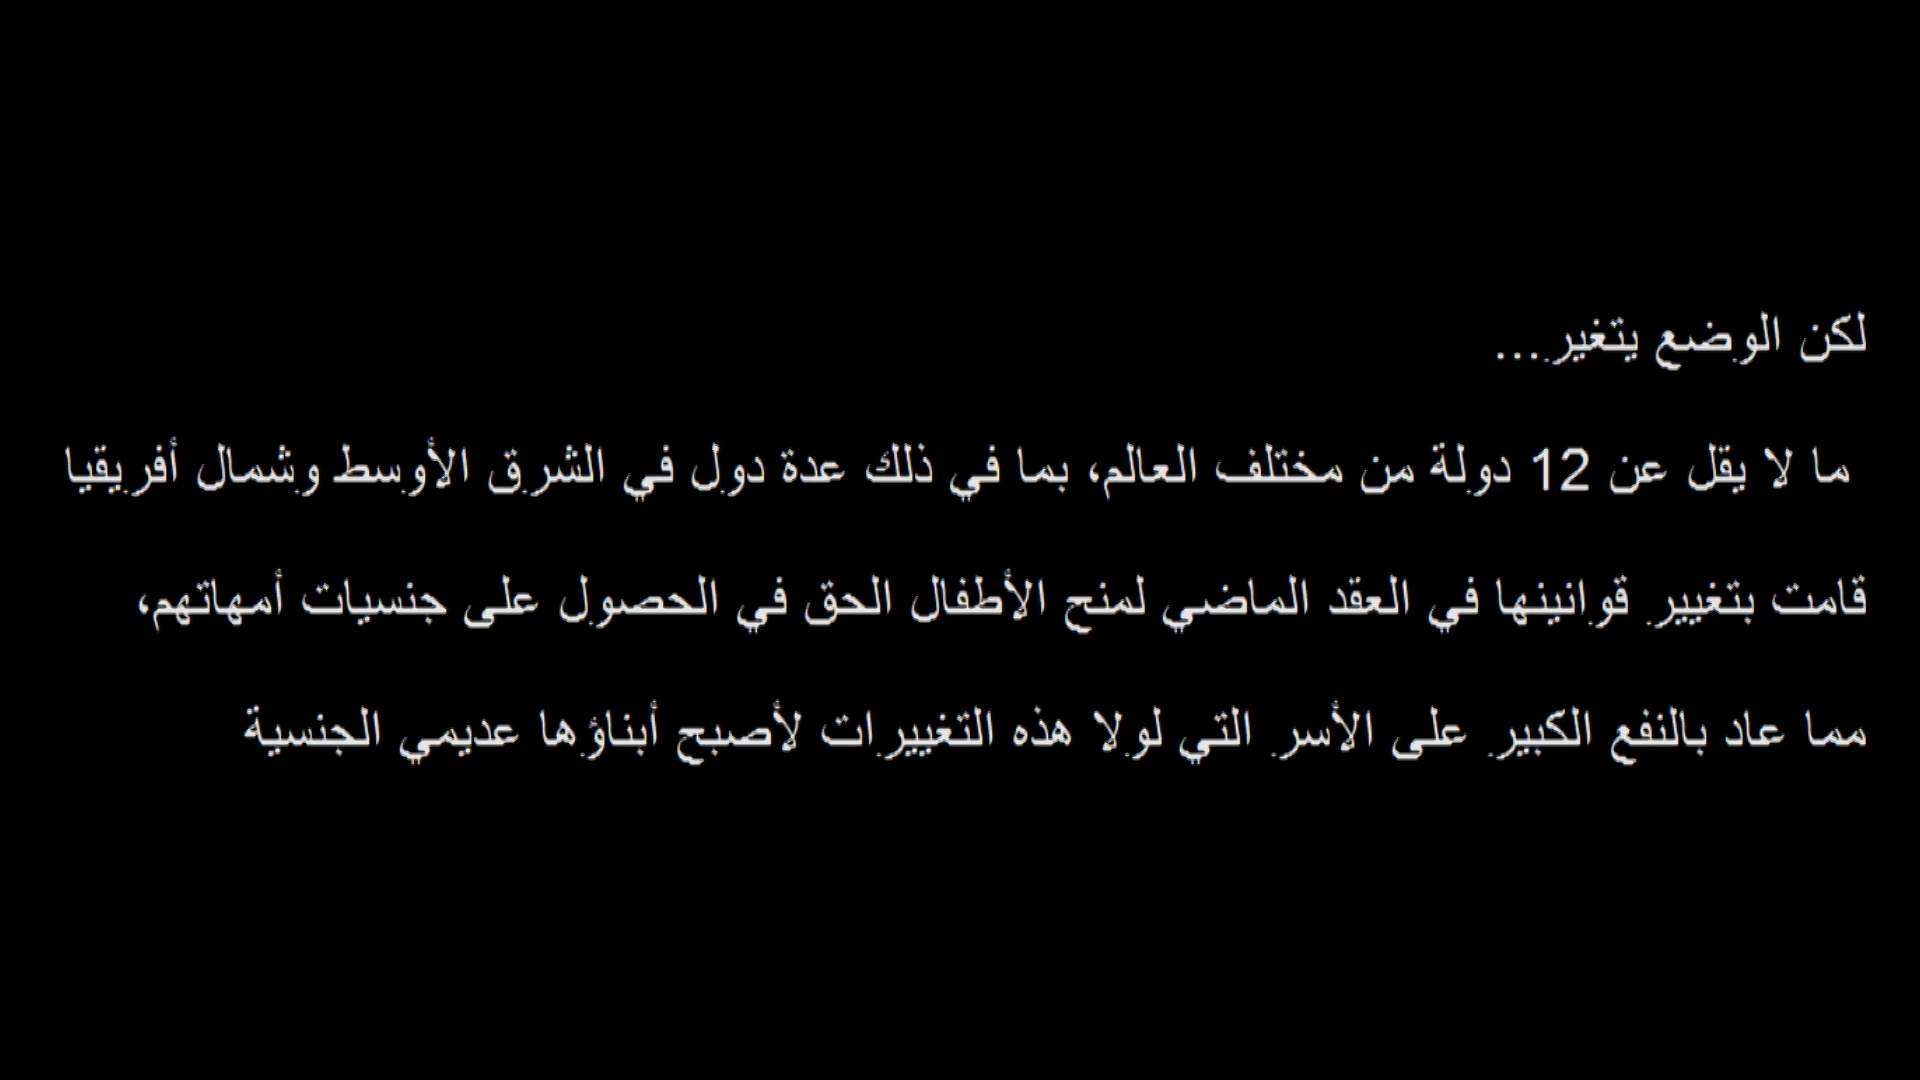 لكن الوضع يتغير...
ما لا يقل عن 12 دولة من مختلف العالم، بما في ذلك عدة دول في الشرق الأوسط وشمال أفريقيا
قامت بتغيير قوانينها في العقد الماضي لمنح الأطفال الحق في الحصول على جنسيات أمهاتهم،
مما عاد بالنفع الكبير على الأسر التي لولا هذه التغييرات لأصبح أبناؤها عديمي الجنسية